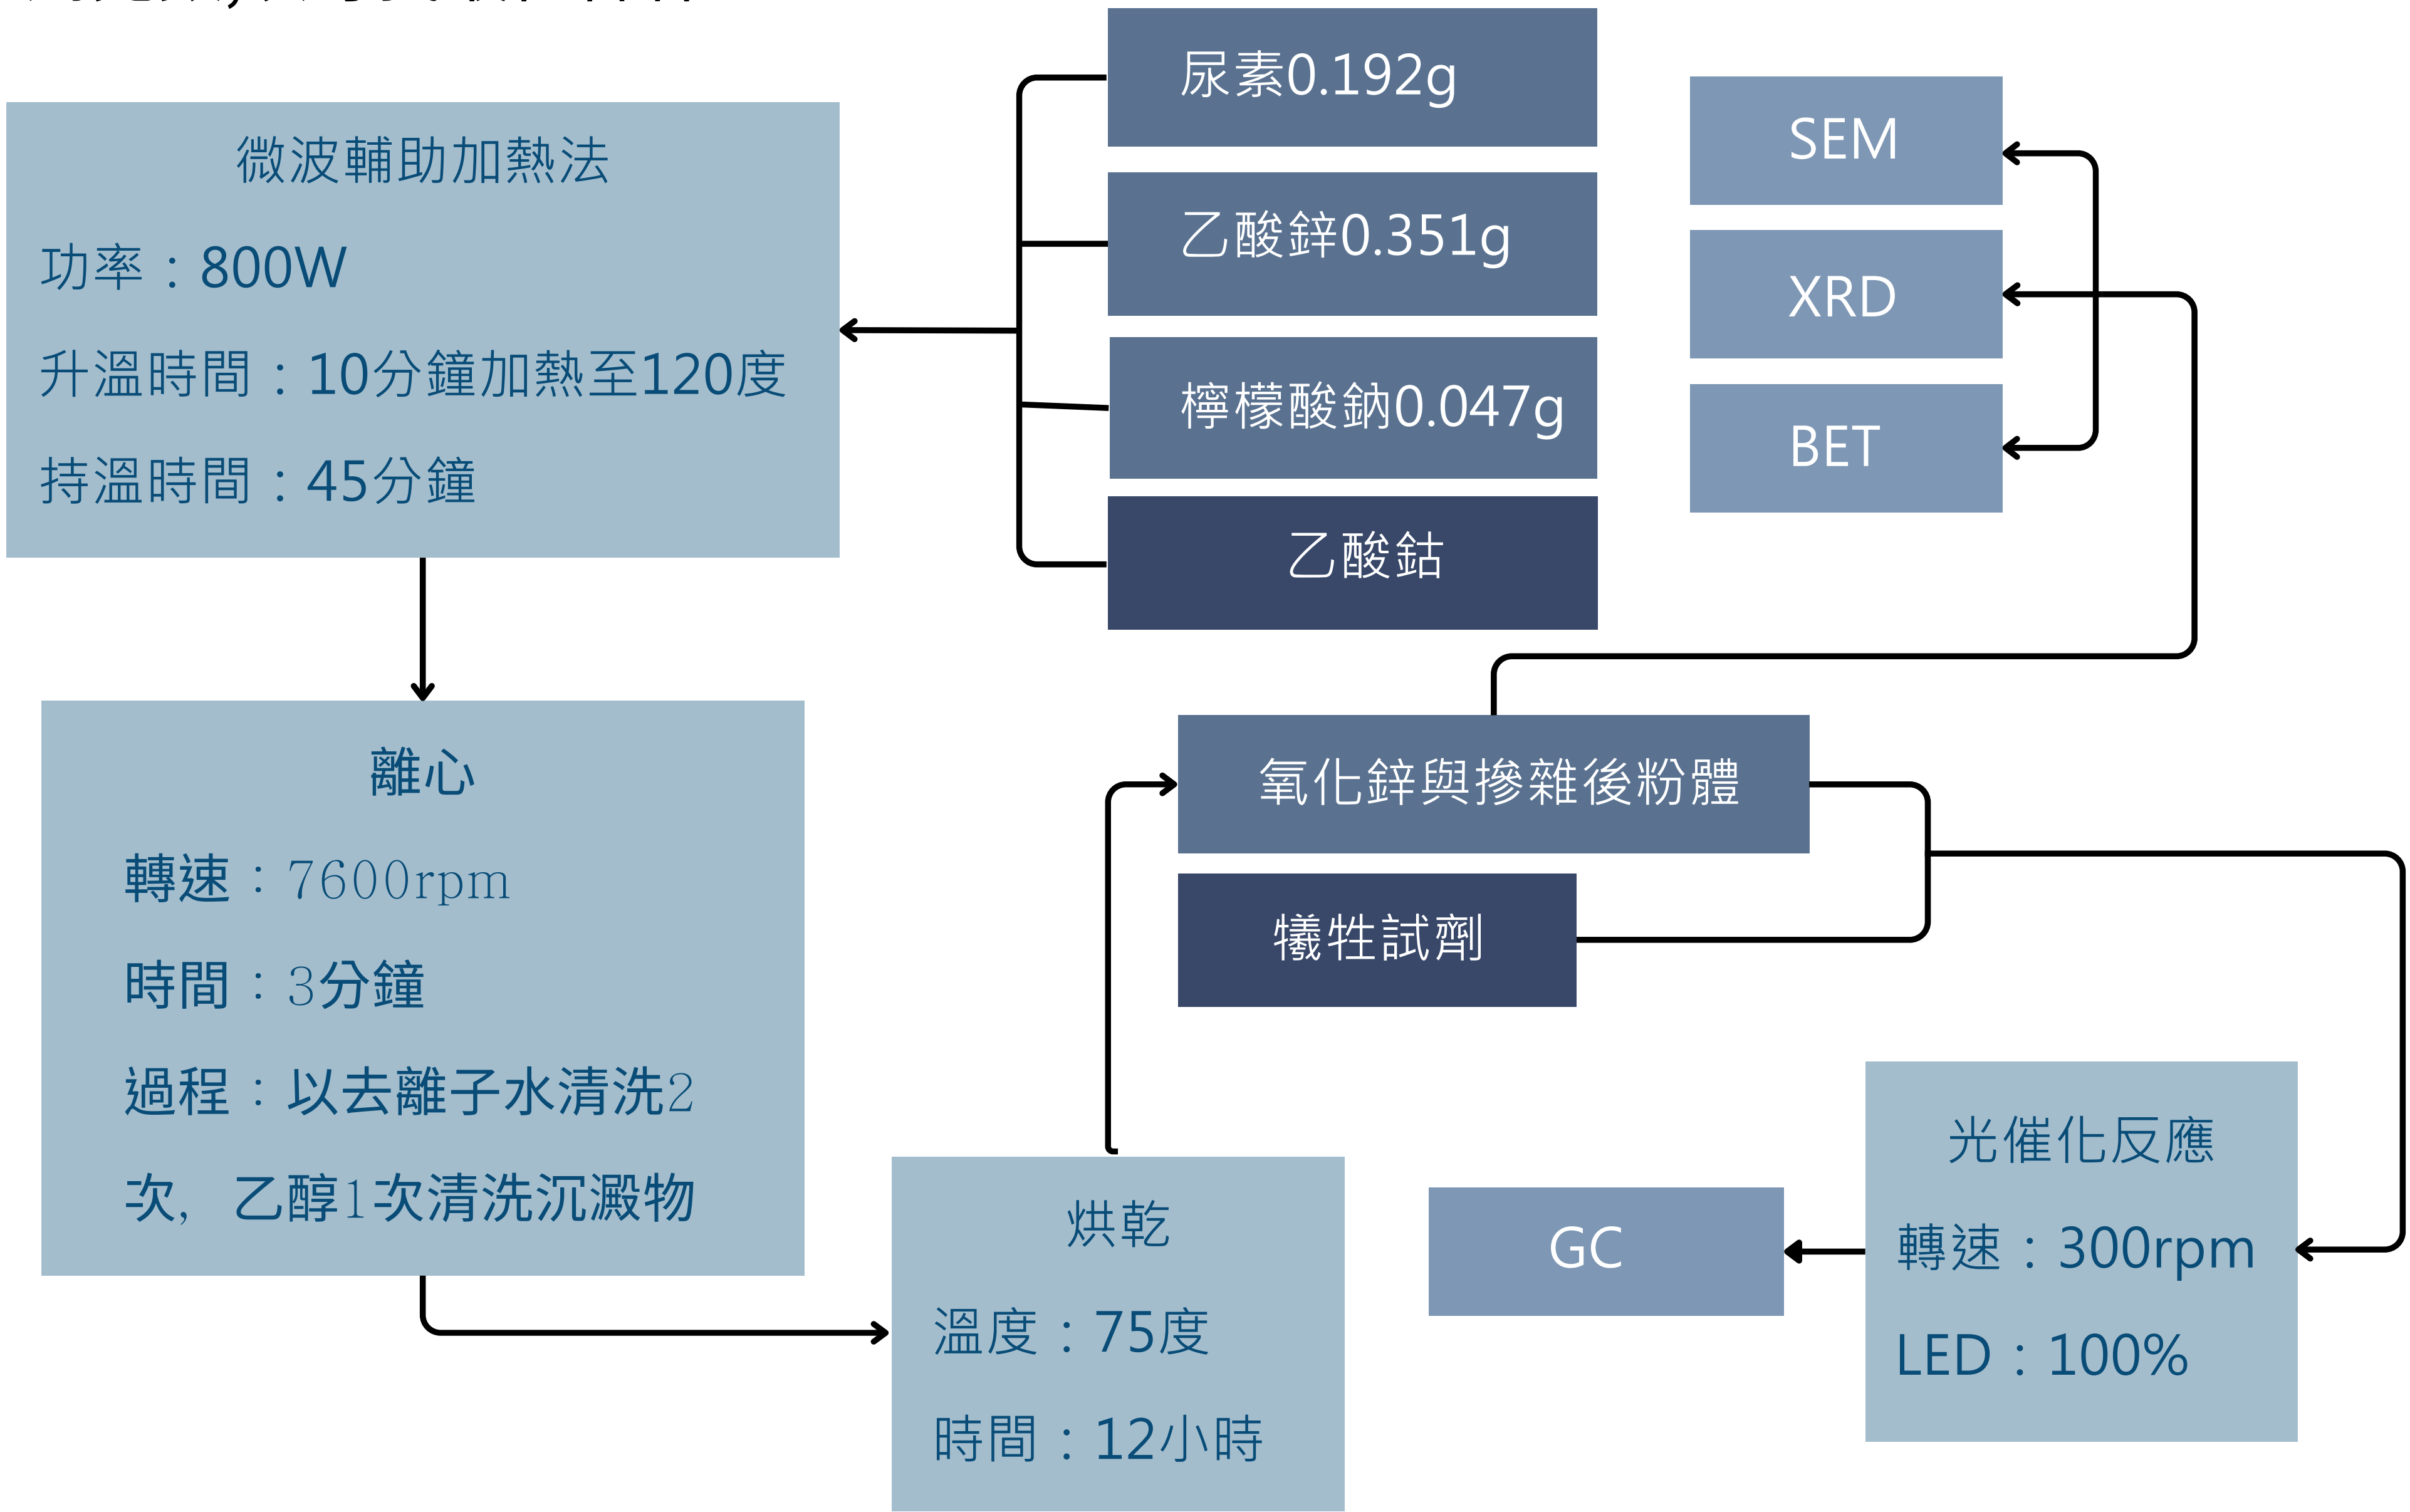 尿素0.192g
乙酸鋅0.351g
檸檬酸鈉0.047g
乙酸鈷
微波輔助加熱法
功率：800W
升溫時間：10分鐘加熱至120度
持溫時間：45分鐘
SEM
XRD
BET
離心
轉速：7600rpm
時間：3分鐘
過程：以去離子水清洗2
次，乙醇1次清洗沉澱物
烘乾
溫度：75度
時間：12小時
氧化鋅與摻雜後粉體
犧牲試劑
光催化反應
轉速：300rpm
LED：100%
GC